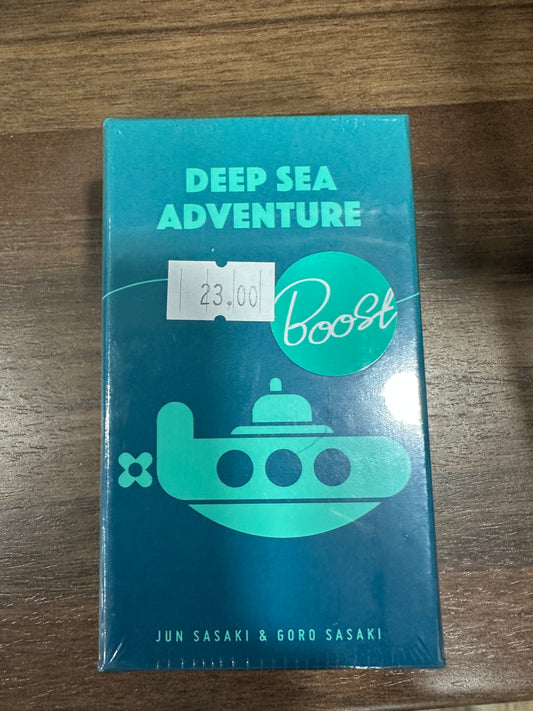 DEEP SEA
ADVENTURE
23.00
Boost
JUN SASAKI & GORO SASAKI